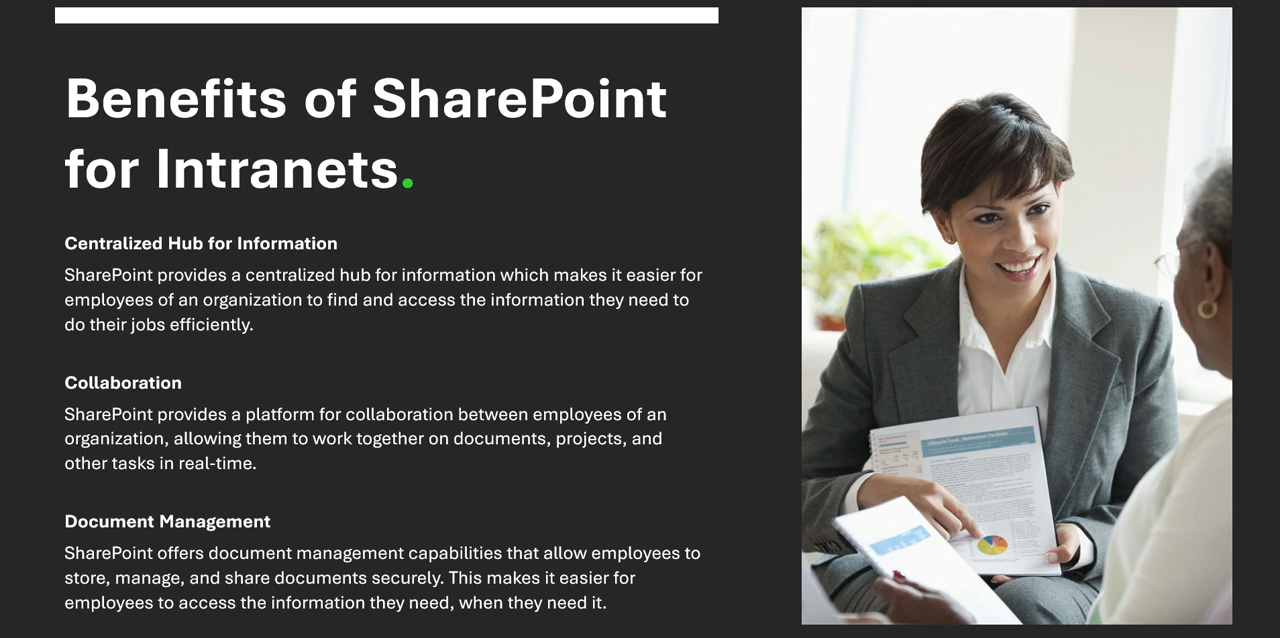 Benefits of SharePoint
for Intranets.
Centralized Hub for Information
SharePoint provides a centralized hub for information which makes it easier for
employees of an organization to find and access the information they need to
do their jobs efficiently.
Collaboration
SharePoint provides a platform for collaboration between employees of an
organization, allowing them to work together on documents, projects, and
other tasks in real-time.
Document Management
SharePoint offers document management capabilities that allow employees to
store, manage, and share documents securely. This makes it easier for
employees to access the information they need, when they need it.
Lifecycle Fund - Retirement Portfolio